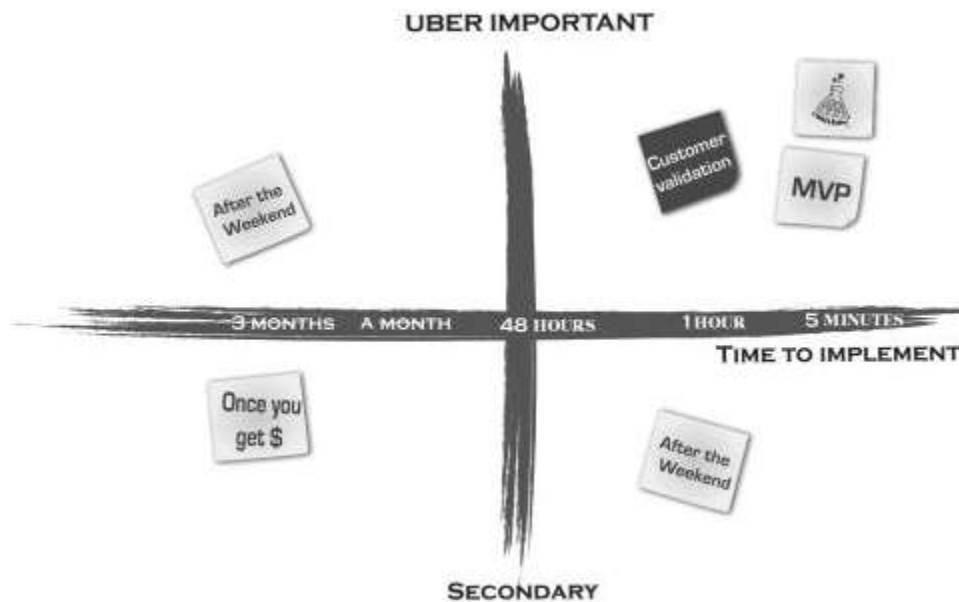 UBER IMPORTANT
Customer
validation
MVP
After the
Weekend
3 MONTHS
A MONTH
48 HOURS
1 HOUR
5 MINUTES
TIME TO IMPLEMENT
Once you
get $
After the
Weekend
SECONDARY